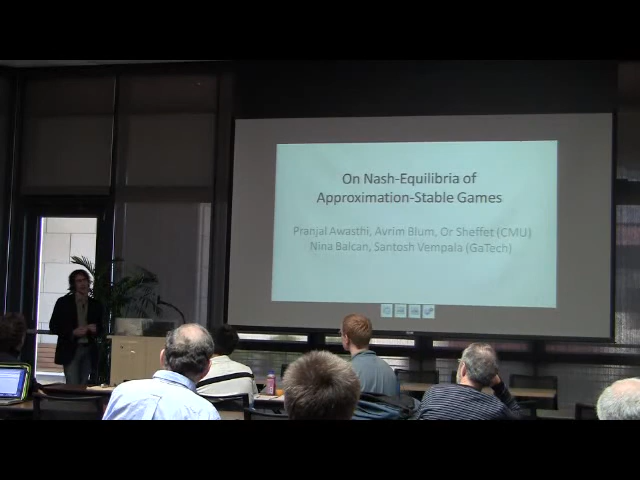 On Nash-Equilibria of
Approximation-Stable Games
Pranjal Awasthi, Avrim Blum, Or Sheffet (CMU)
Nina Balcan, Santosh Vempala (GaTech)